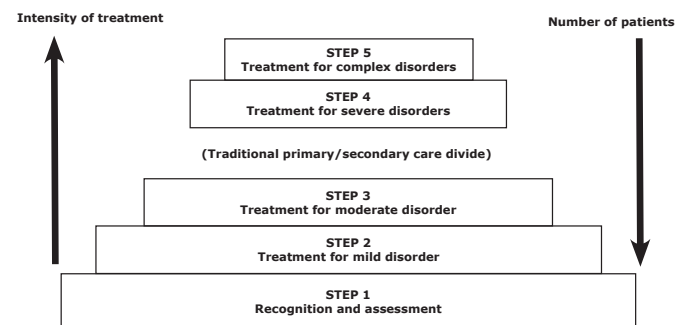 Intensity of treatment
Number of patients
STEP 5
Treatment for complex disorders
STEP 4
Treatment for severe disorders
(Traditional primary/secondary care divide)
STEP 3
Treatment for moderate disorder
STEP 2
Treatment for mild disorder
STEP 1
Recognition and assessment